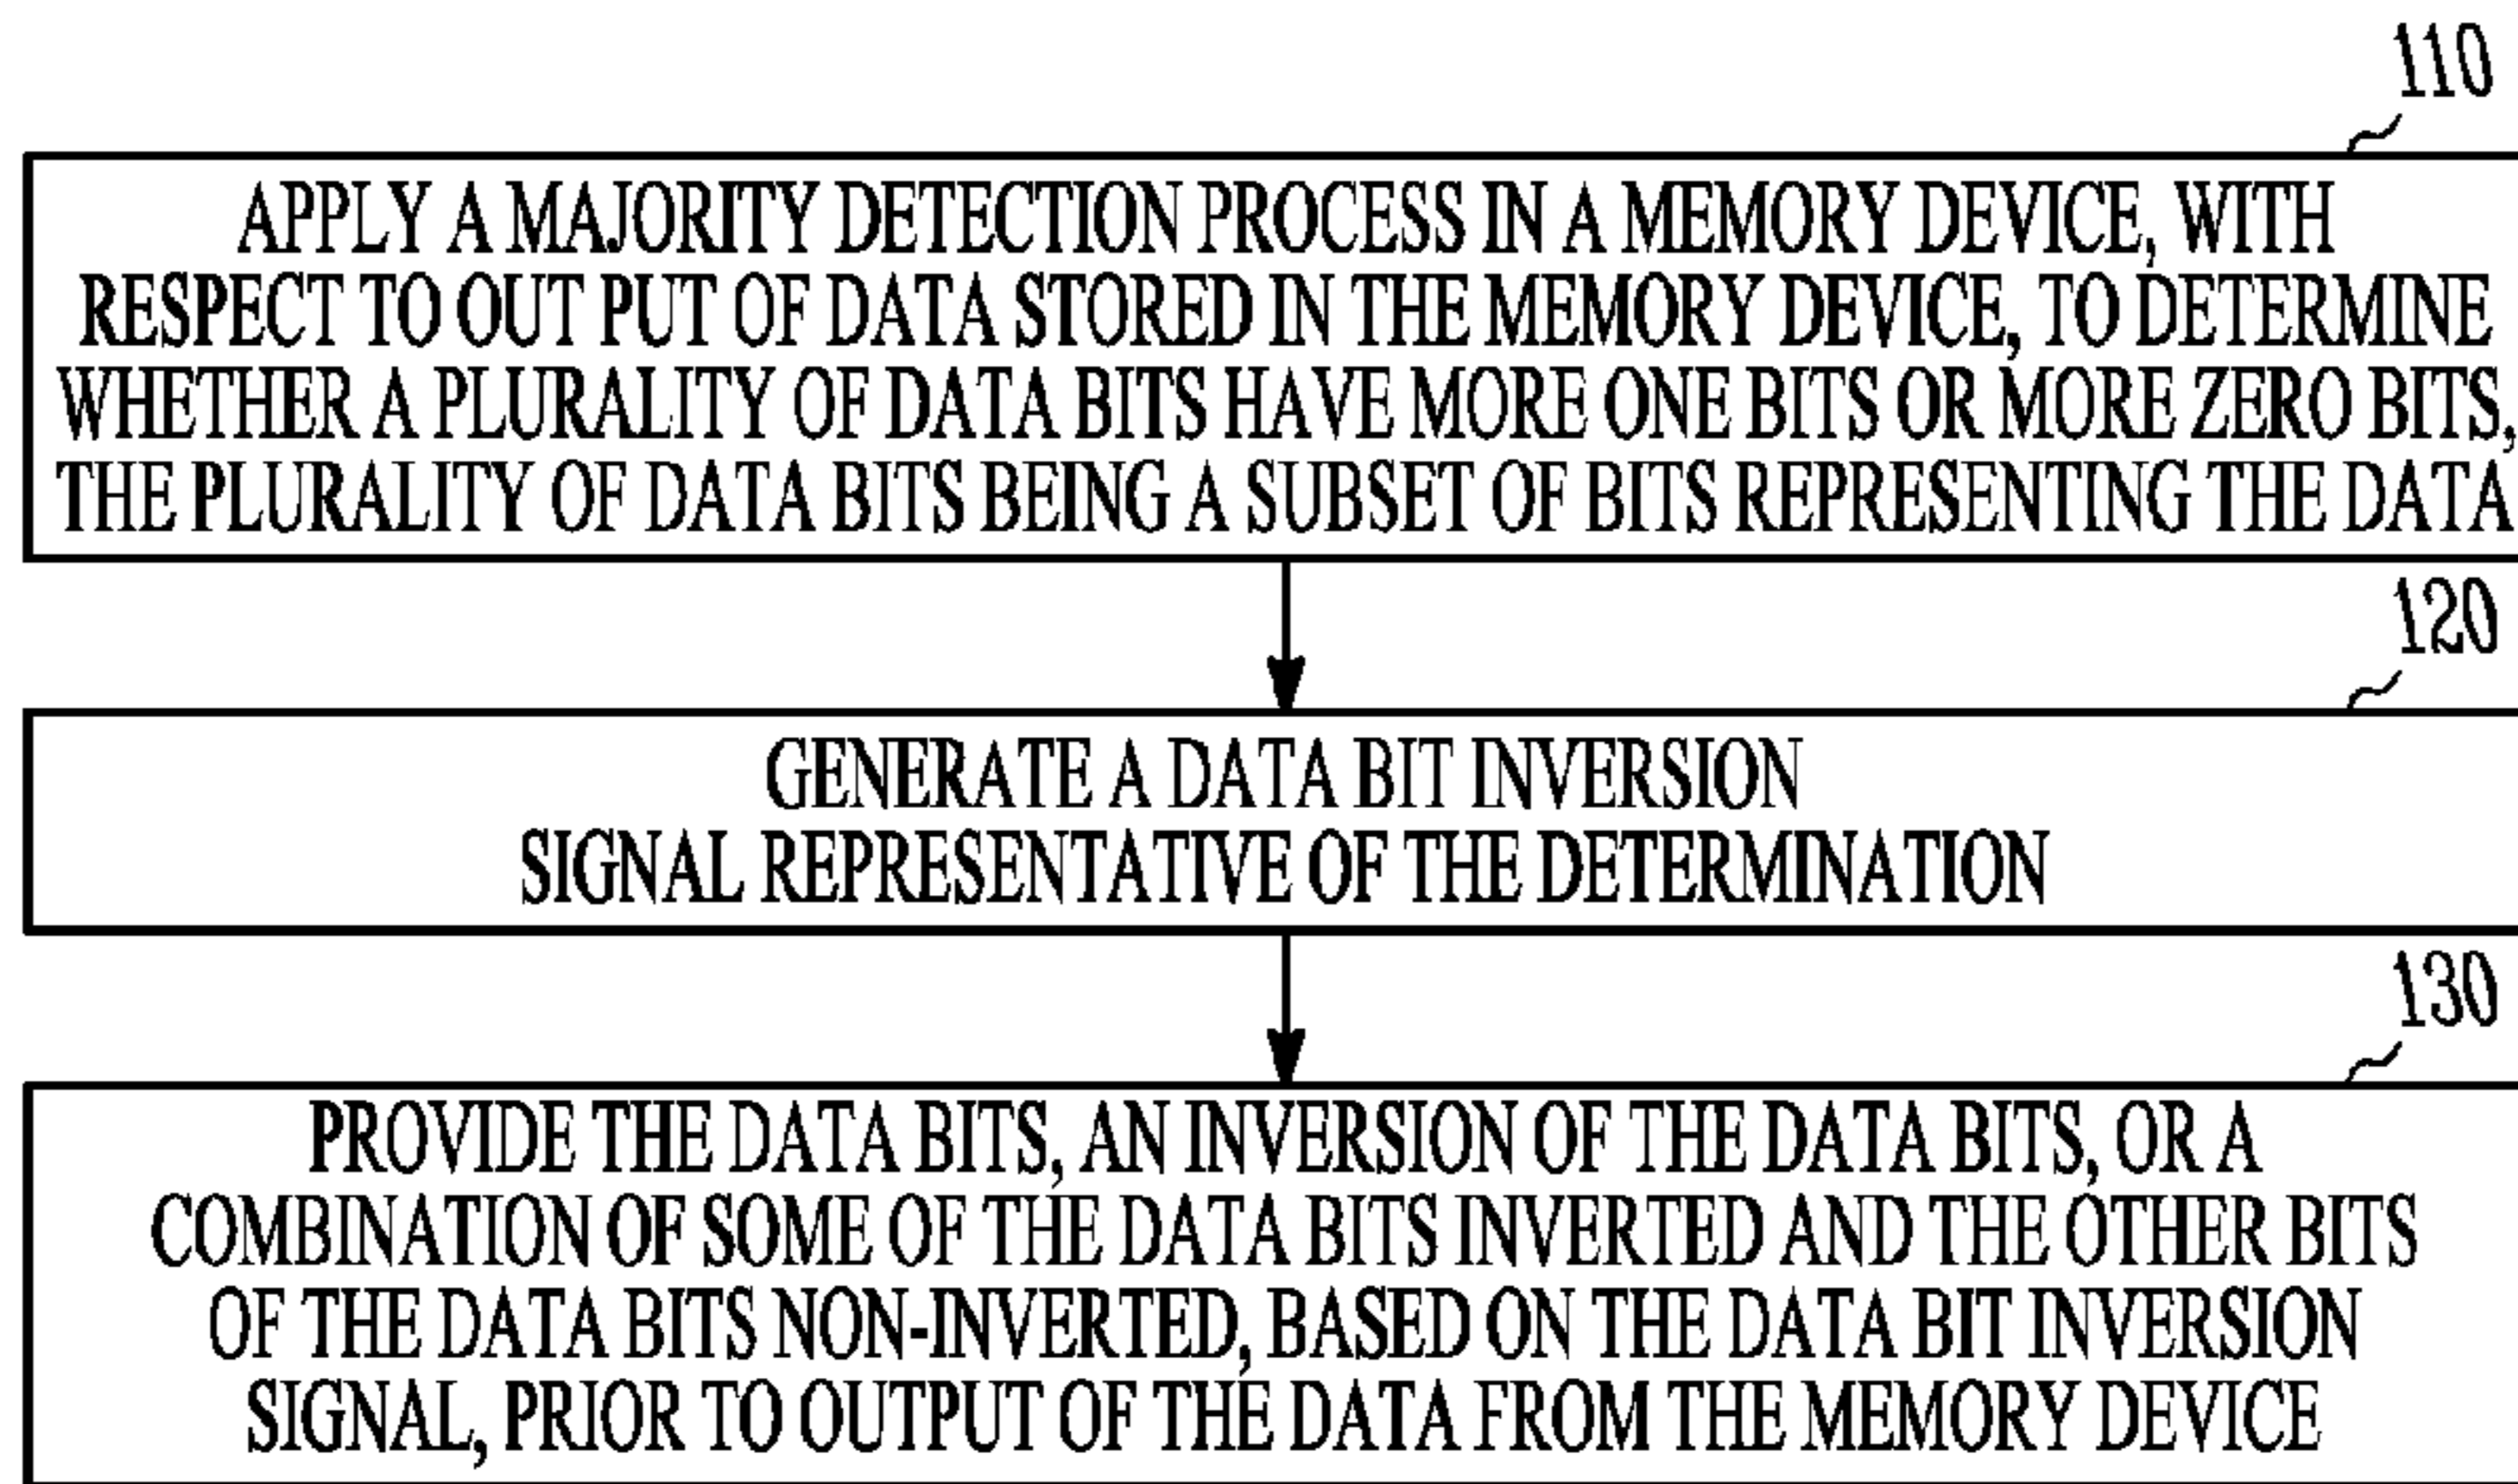 110
APPLY A MAJORITY DETECTION PROCESS IN A MEMORY DEVICE, WITH
RESPECT TO OUT PUT OF DATA STORED IN THE MEMORY DEVICE, TO DETERMINE
WHETHER A PLURALITY OF DATA BITS HAVE MORE ONE BITS OR MORE ZERO BITS,
THE PLURALITY OF DATA BITS BEING A SUBSET OF BITS REPRESENTING THE DATA
120
GENERATE A DATA BIT INVERSION
SIGNAL REPRESENTATIVE OF THE DETERMINATION
130
PROVIDE THE DATA BITS, AN INVERSION OF THE DATA BITS, OR A
COMBINATION OF SOME OF THE DATA BITS INVERTED AND THE OTHER BITS
OF THE DATA BITS NON-INVERTED, BASED ON THE DATA BIT INVERSION
SIGNAL, PRIOR TO OUTPUT OF THE DATA FROM THE MEMORY DEVICE